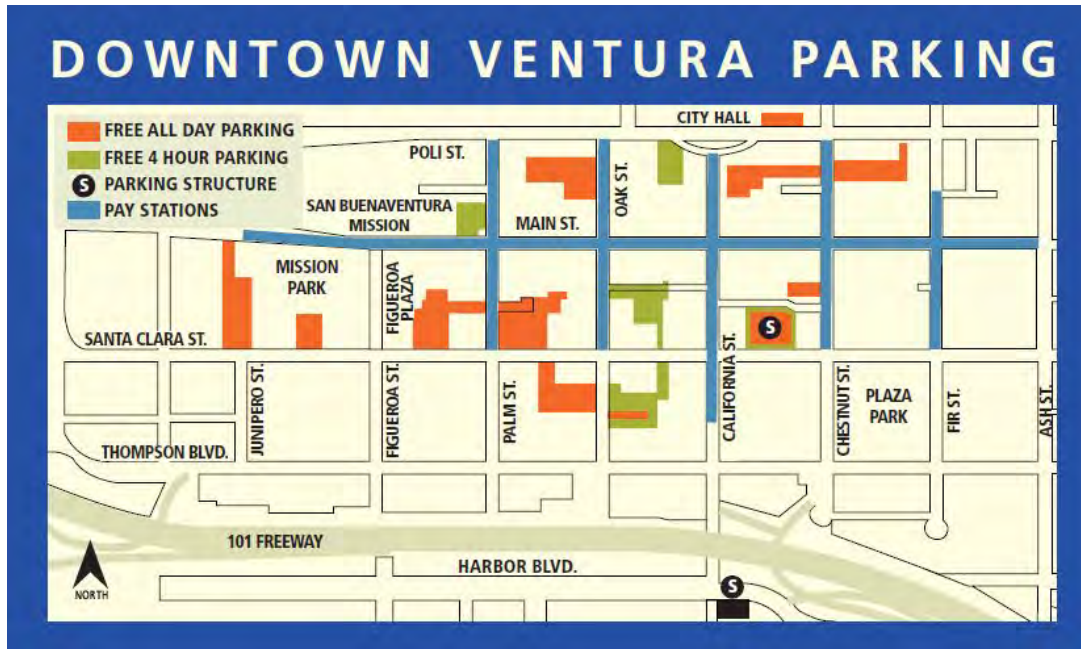 DOWNTOWN VENTURA PARKING
FREE ALL DAY PARKING
FREE 4 HOUR PARKING
S PARKING STRUCTURE
PAY STATIONS
CITY HALL
POLI ST.
OAK ST.
SAN BUENAVENTURA
MISSION
MAIN ST.
MISSION
PARK
FIGUEROA
PLAZA
S
SANTA CLARA ST.
JUNIPERO ST.
FIGUEROA ST.
PALM ST.
CALIFORNIA ST.
CHESTNUT ST.
PLAZA
PARK
FIR ST.
ASH ST.
THOMPSON BLVD.
101 FREEWAY
HARBOR BLVD.
S
NORTH